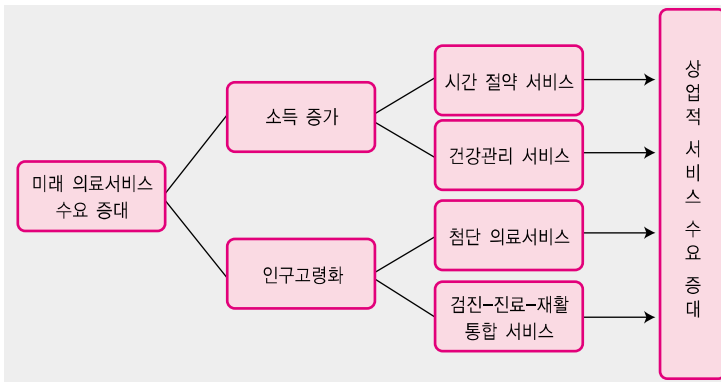 미래 의료서비스
수요 증대
소득 증가
인구고령화
시간 절약 서비스
건강관리 서비스
첨단 의료서비스
검진-진료-재활
통합 서비스
상업적 서비스 수요 증대